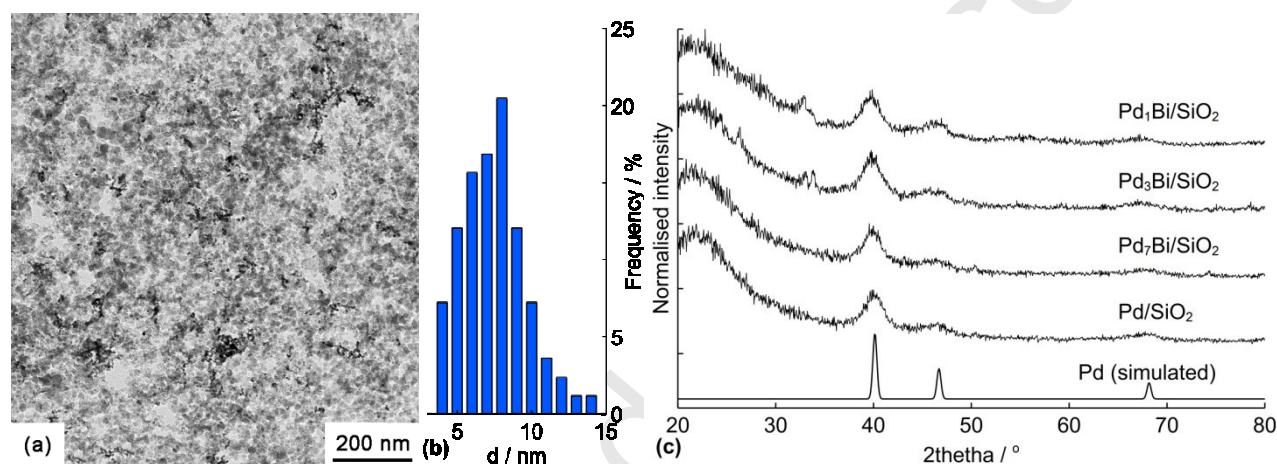 (a)
200 nm
25
20
5
0
Frequency / %
5
10
15
d / nm
(b)
Normalised intensity
Pd₁Bi/SiO₂
Pd₃Bi/SiO₂
Pd₇Bi/SiO₂
Pd/SiO₂
Pd (simulated)
20
30
40
50
60
70
80
2thetha / °
(c)